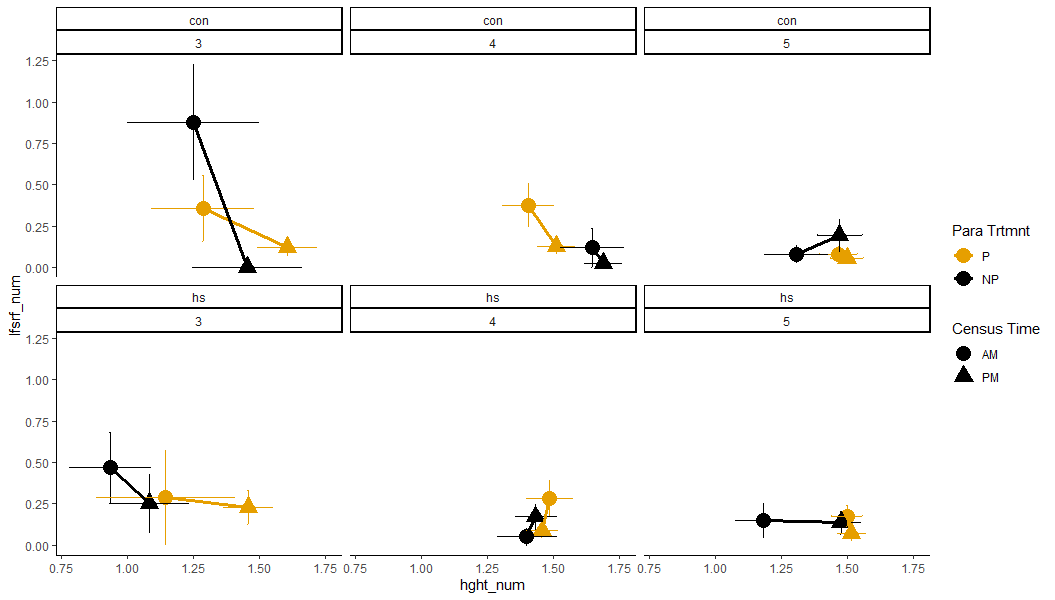 con con con
3 4 5
1.25
1.00
0.75
0.50
0.25
0.00
hs hs hs
3 4 5
1.25
1.00
0.75
0.50
0.25
0.00
0.75 1.00 1.25 1.50 1.75 0.75 1.00 1.25 1.50 1.75 0.75 1.00 1.25 1.50 1.75
hght_num
lfsrf_num
Para Trtmnt
P
NP
Census Time
AM
PM